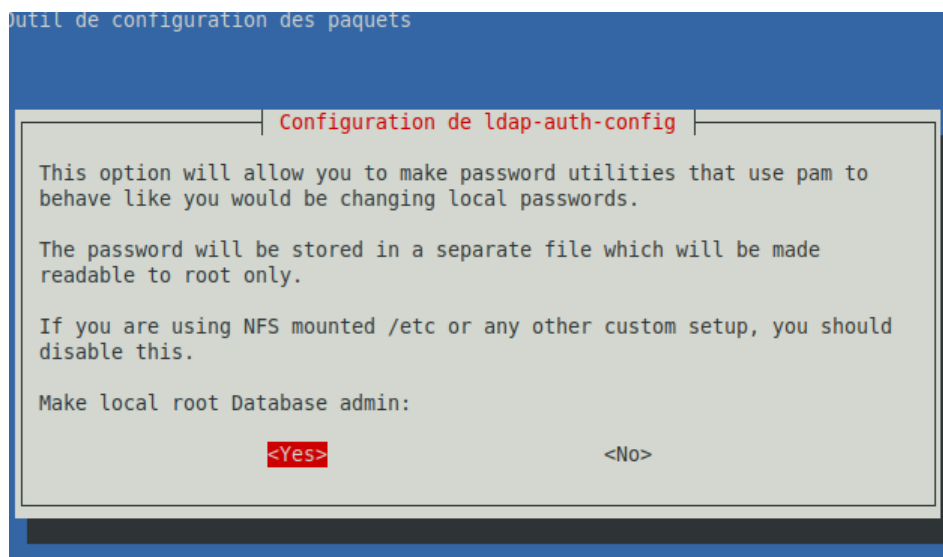 Outil de configuration des paquets
Configuration de ldap-auth-config
This option will allow you to make password utilities that use pam to
behave like you would be changing local passwords.
The password will be stored in a separate file which will be made
readable to root only.
If you are using NFS mounted /etc or any other custom setup, you should
disable this.
Make local root Database admin:
<Yes> <No>